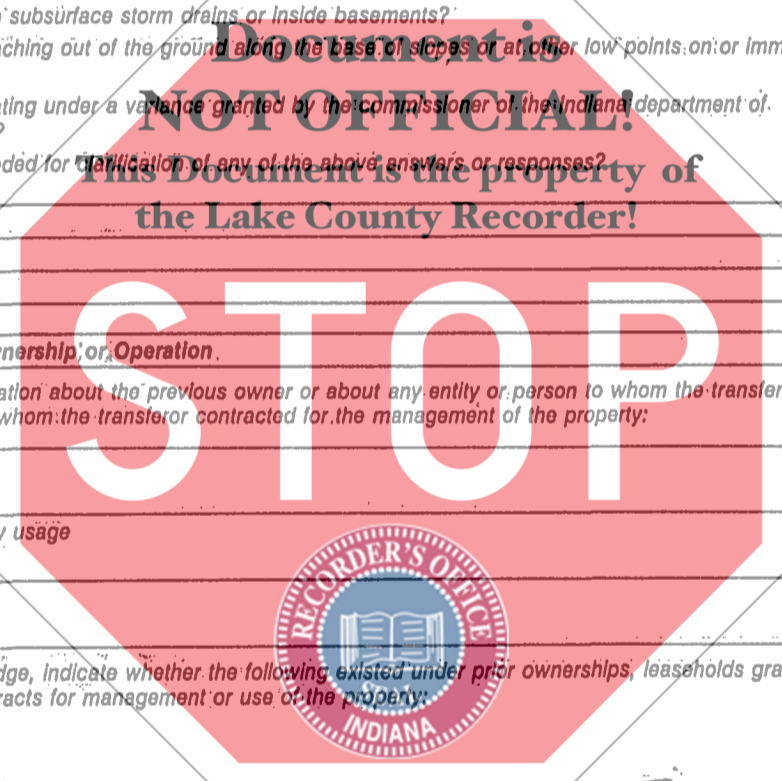 subsurface storm drains or inside basements?
Document is
ching out of the ground along the base of slopes or at other low points on or imm
ting under a variance granted by the commissioner of the Indiana department of
?
NOT OFFICIAL!
ded for clarification of any of the above answers or responses?
This Document is the property of
the Lake County Recorder!
STOP
nership or Operation
ation about the previous owner or about any entity or person to whom the transfer
whom the transferor contracted for the management of the property:
y usage
RECORDER'S OFFICE
dge, indicate whether the following existed under prior ownerships, leaseholds gra
racts for management or use of the property:
SEAL
INDIANA